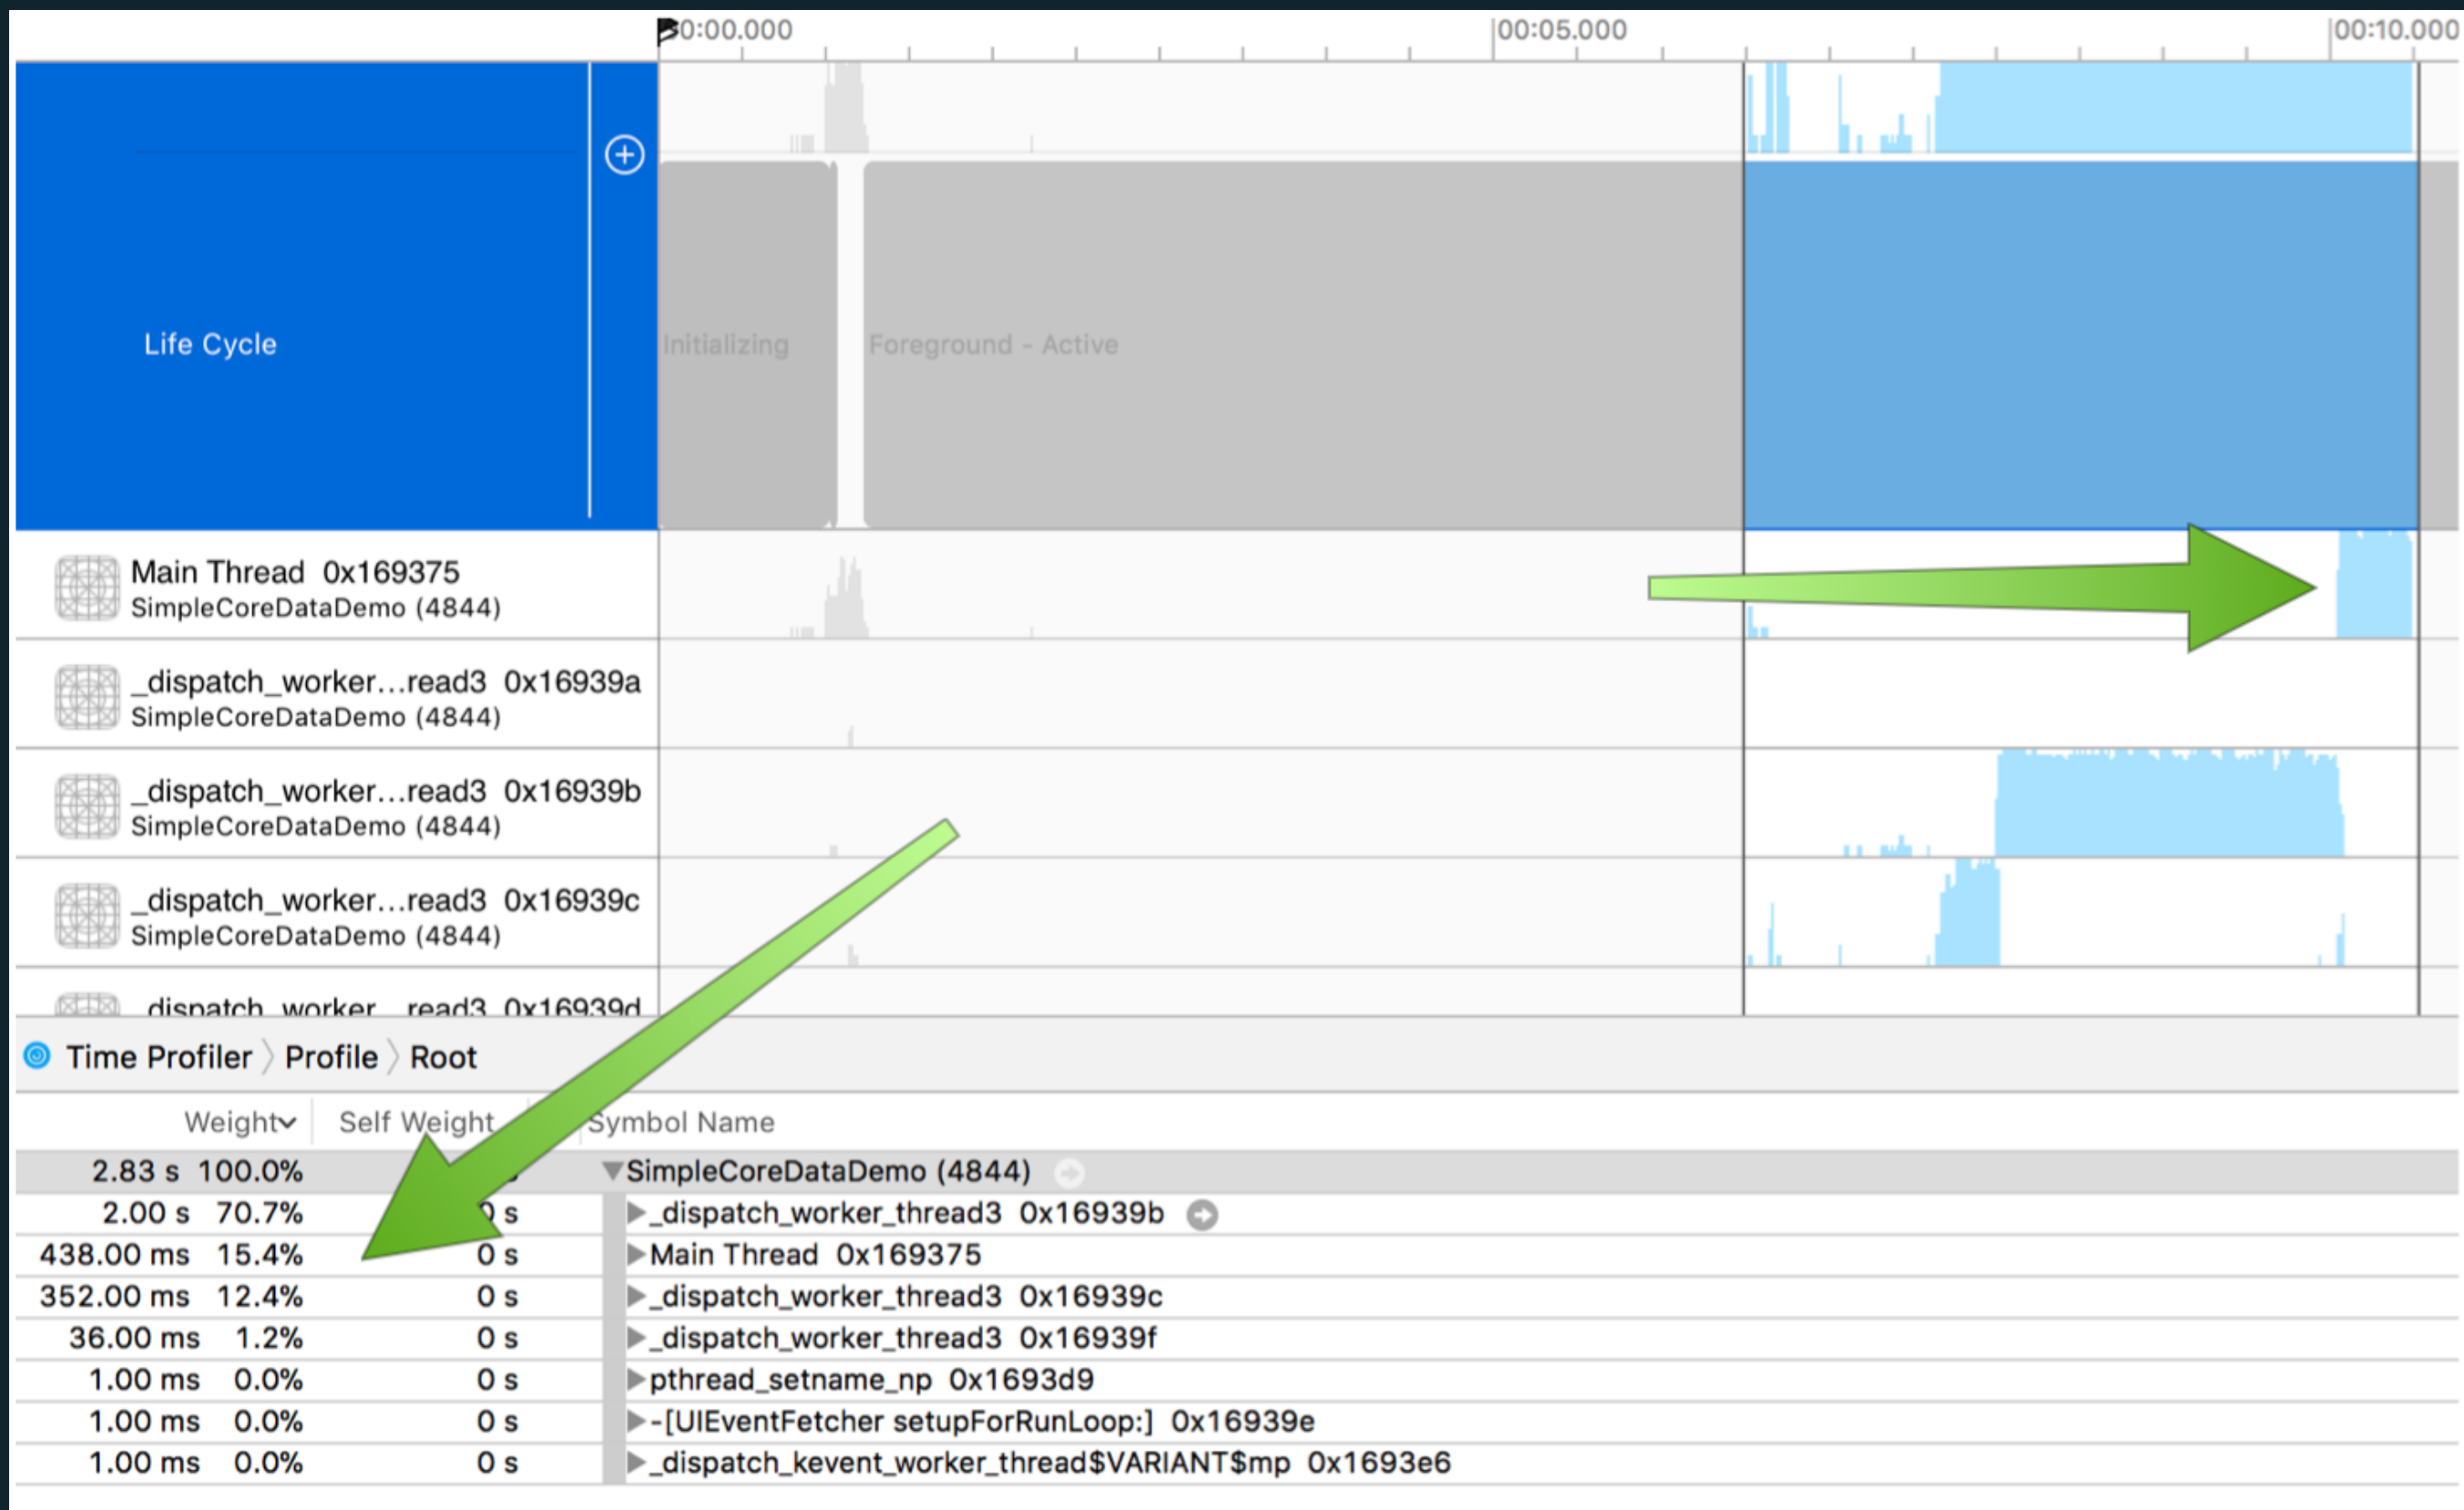 0:00.000 00:05.000 00:10.000
Life Cycle
Initializing Foreground - Active
Main Thread 0x169375
SimpleCoreDataDemo (4844)
_dispatch_worker...read3 0x16939a
SimpleCoreDataDemo (4844)
_dispatch_worker...read3 0x16939b
SimpleCoreDataDemo (4844)
_dispatch_worker...read3 0x16939c
SimpleCoreDataDemo (4844)
_dispatch_worker...read3 0x16939d
Time Profiler Profile Root
Weight Self Weight Symbol Name
2.83 s 100.0% s SimpleCoreDataDemo (4844)
2.00 s 70.7% 0 s _dispatch_worker_thread3 0x16939b
438.00 ms 15.4% 0 s Main Thread 0x169375
352.00 ms 12.4% 0 s _dispatch_worker_thread3 0x16939c
36.00 ms 1.2% 0 s _dispatch_worker_thread3 0x16939f
1.00 ms 0.0% 0 s pthread_setname_np 0x1693d9
1.00 ms 0.0% 0 s -[UIEventFetcher setupForRunLoop:] 0x16939e
1.00 ms 0.0% 0 s _dispatch_kevent_worker_thread$VARIANT$mp 0x1693e6